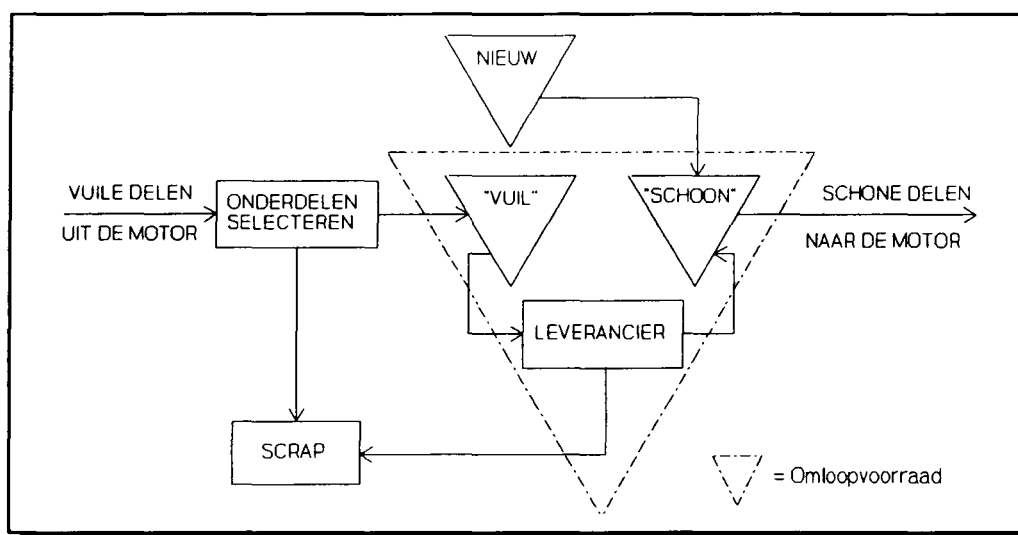 NIEUW
VUILE DELEN
UIT DE MOTOR
ONDERDELEN
SELECTEREN
"VUIL"
"SCHOON"
SCHONE DELEN
NAAR DE MOTOR
LEVERANCIER
SCRAP
= Omloopvoorraad